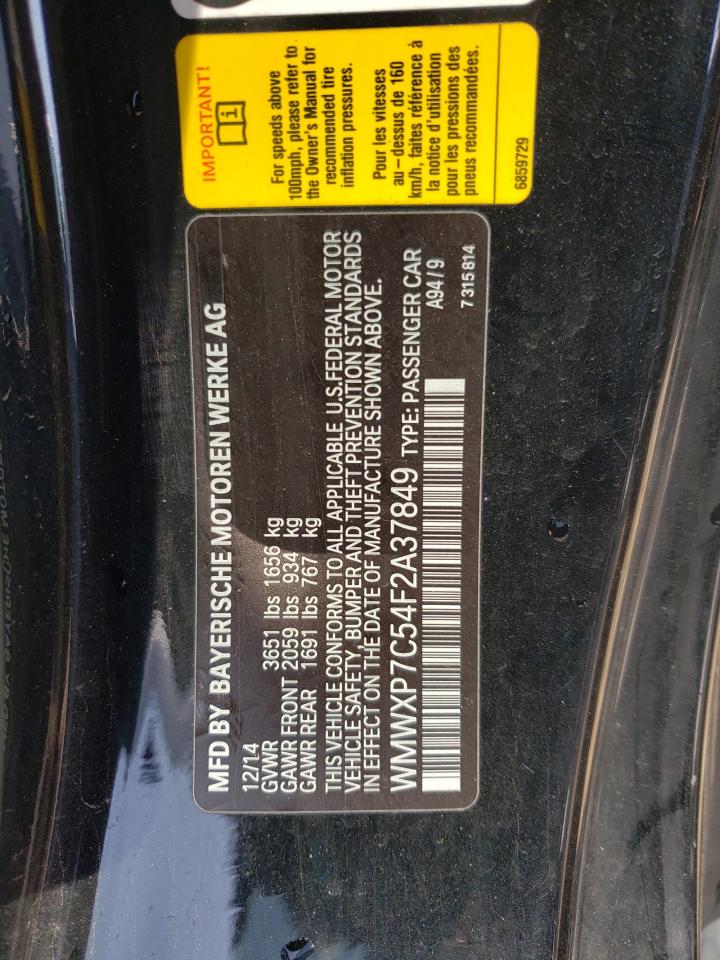 MFD BY BAYERISCHE MOTOREN WERKE AG
12/14
GVWR 3651 lbs 1656 kg
GAWR FRONT 2059 lbs 934 kg
GAWR REAR 1691 lbs 767 kg
THIS VEHICLE CONFORMS TO ALL APPLICABLE U.S.FEDERAL MOTOR
VEHICLE SAFETY, BUMPER AND THEFT PREVENTION STANDARDS
IN EFFECT ON THE DATE OF MANUFACTURE SHOWN ABOVE.
WMWXP7C54F2A37849 TYPE: PASSENGER CAR
A94/9
7 315 814
IMPORTANT!
For speeds above
100mph, please refer to
the Owner's Manual for
recommended tire
inflation pressures.
Pour les vitesses
au-dessus de 160
km/h, faites référence à
la notice d'utilisation
pour les pressions des
pneus recommandées.
6859729